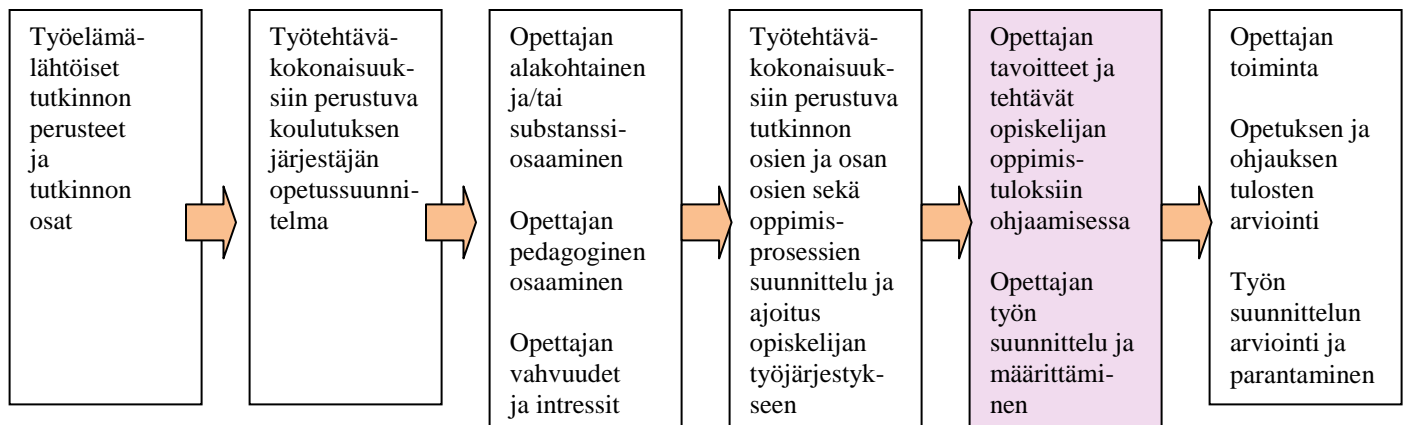 Työelämä-
lähtöiset
tutkinnon
perusteet
ja
tutkinnon
osat
Työtehtävä-
kokonaisuuk-
siin perustuva
koulutuksen
järjestäjän
opetussuunni-
telma
Opettajan
alakohtainen
ja/tai
substanssi-
osaaminen
Opettajan
pedagoginen
osaaminen
Opettajan
vahvuudet
ja intressit
Työtehtävä-
kokonaisuuk-
siin perustuva
tutkinnon
osien ja osan
osien sekä
oppimis-
prosessien
suunnittelu ja
ajoitus
opiskelijan
työjärjestyk-
seen
Opettajan
tavoitteet ja
tehtävät
opiskelijan
oppimis-
tuloksiin
ohjaamisessa
Opettajan
työn
suunnittelu ja
määrittämi-
nen
Opettajan
toiminta
Opetuksen ja
ohjauksen
tulosten
arviointi
Työn
suunnittelun
arviointi ja
parantaminen